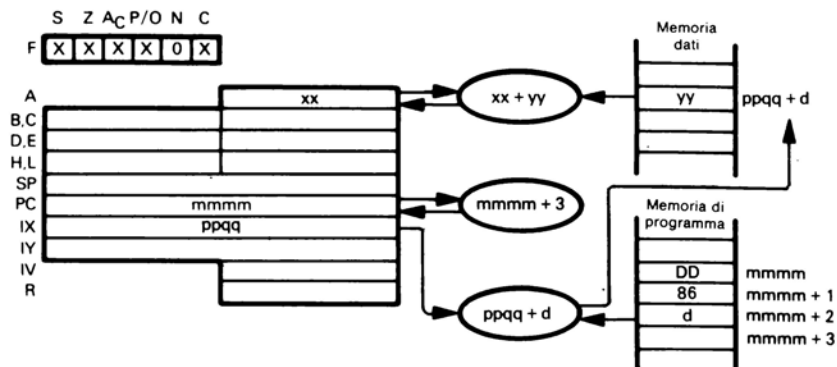 S Z AC P/O N C
F X X X X 0 X
Memoria
dati
A xx
xx + yy
yy ppqq + d
B,C
D,E
H,L
SP
PC mmmm
mmmm + 3
Memoria di
programma
IX ppqq
IY
IV
R
ppqq + d
DD mmmm
86 mmmm + 1
d mmmm + 2
mmmm + 3